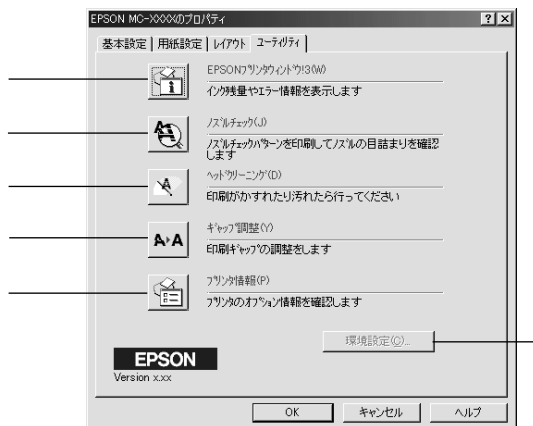 EPSON MC-XXXXのプロパティ
基本設定
用紙設定
レイアウト
ユーティリティ
EPSONプリンタウィンドウ!3(W)
インク残量やエラー情報を表示します
ノズルチェック(J)
ノズルチェックパターンを印刷してノズルの目詰まりを確認
します
ヘッドクリーニング(D)
印刷がかすれたり汚れたら行ってください
ギャップ調整(Y)
印刷ギャップの調整をします
プリンタ情報(P)
プリンタのオプション情報を確認します
環境設定(C)...
EPSON
Version x.xx
OK
キャンセル
ヘルプ